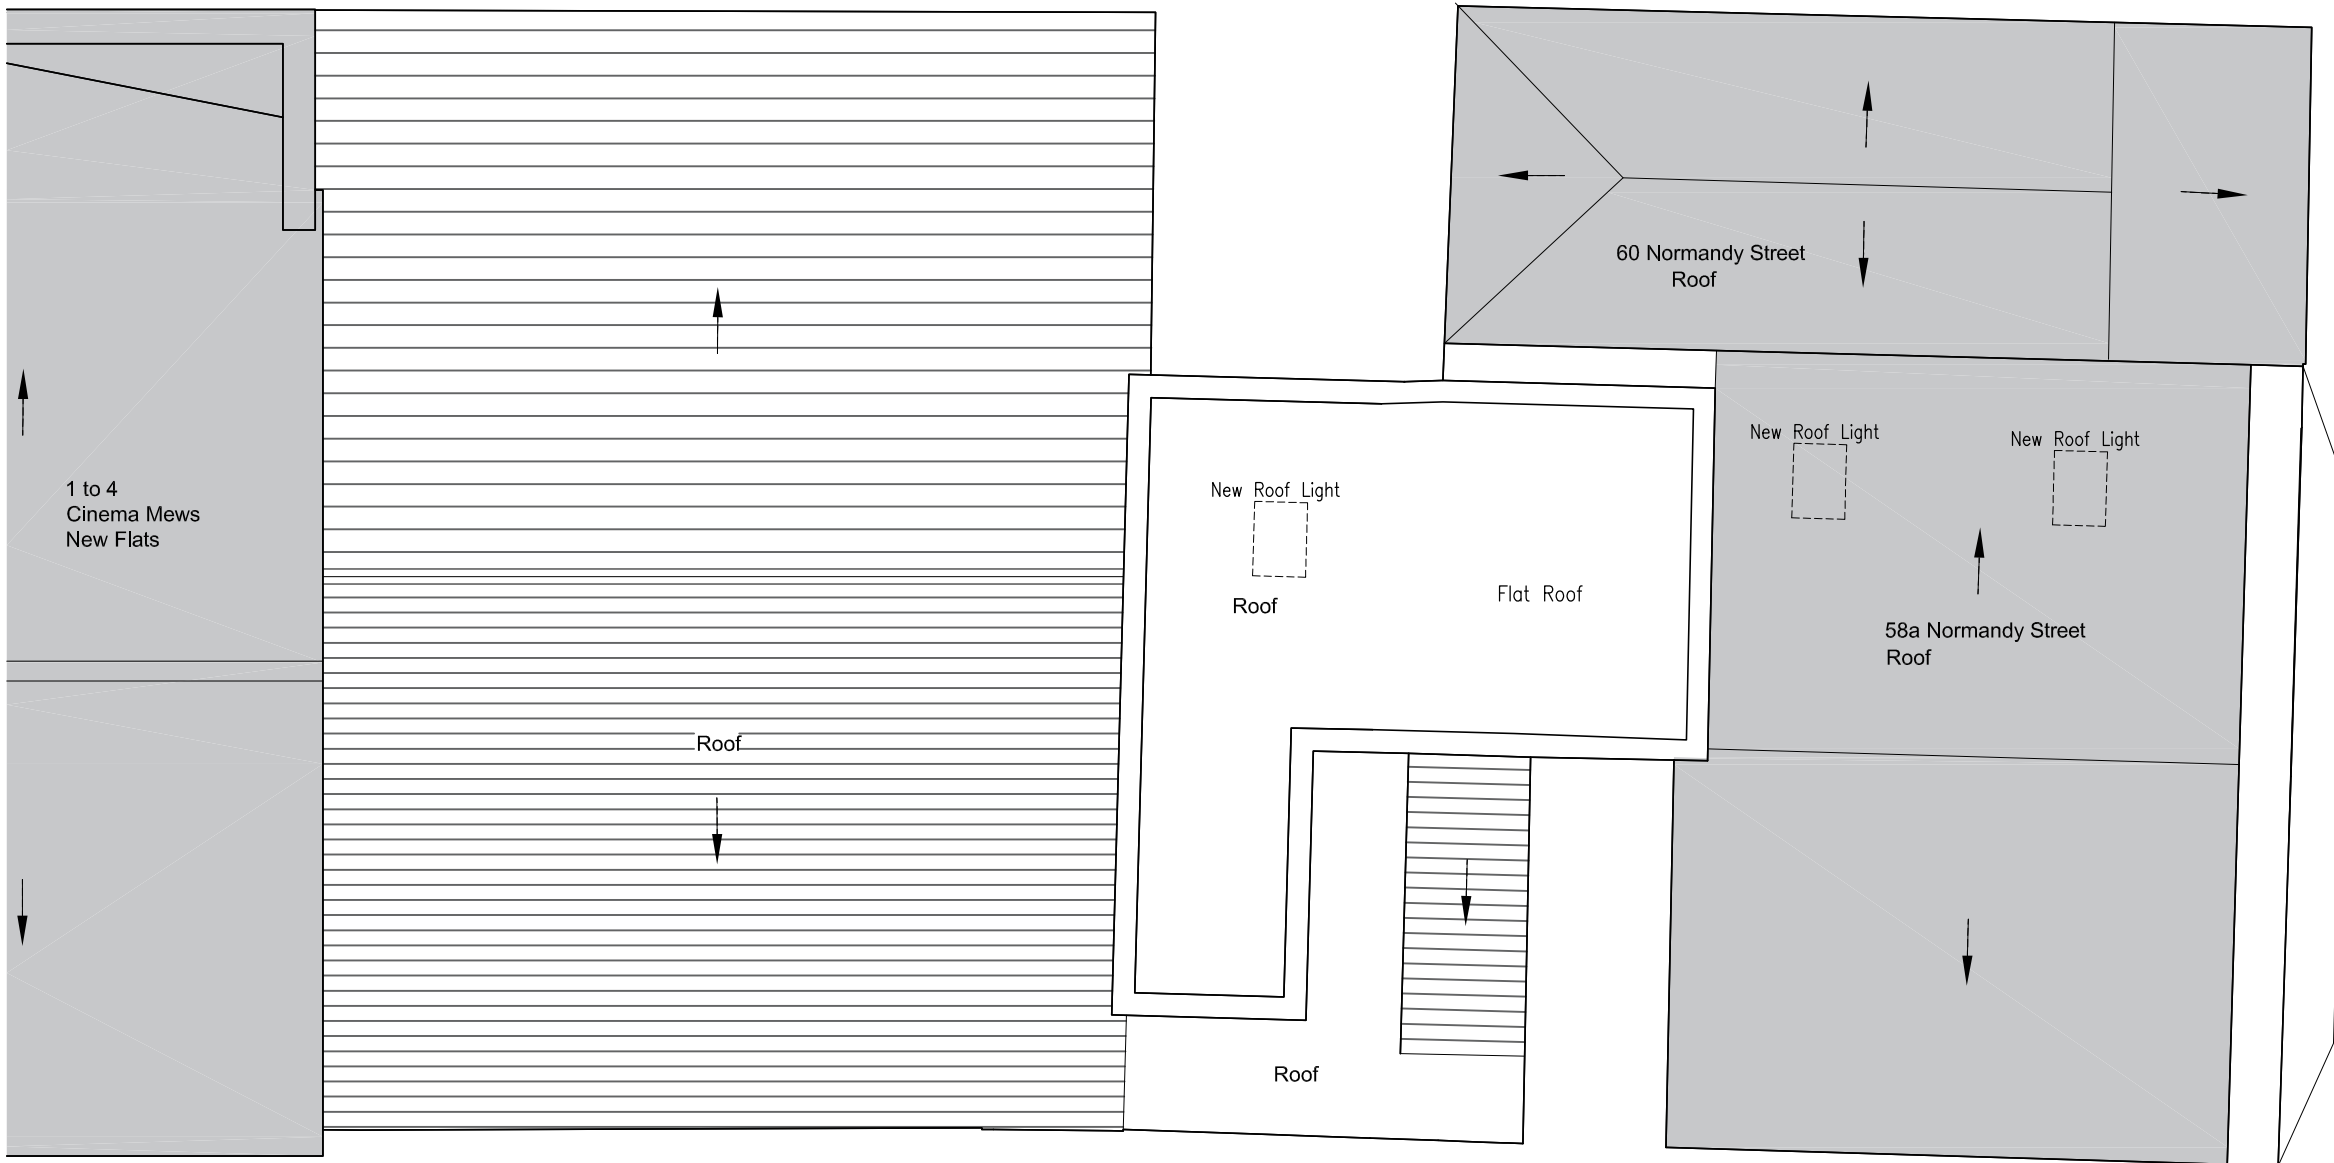 60 Normandy Street
Roof
New Roof Light
New Roof Light
1 to 4
Cinema Mews
New Flats
New Roof Light
Roof
Flat Roof
58a Normandy Street
Roof
Roof
Roof